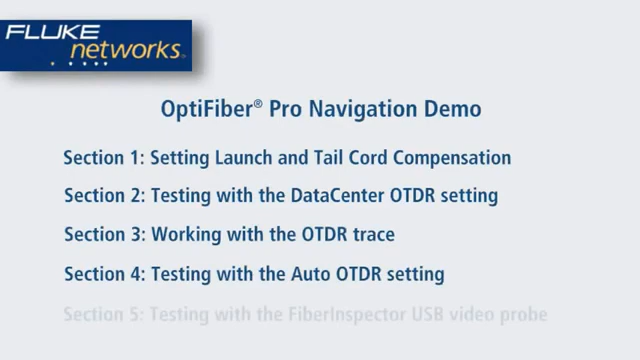 FLUKE
networks
OptiFiber® Pro Navigation Demo
Section 1: Setting Launch and Tail Cord Compensation
Section 2: Testing with the DataCenter OTDR setting
Section 3: Working with the OTDR trace
Section 4: Testing with the Auto OTDR setting
Section 5: Testing with the FiberInspector USB video probe